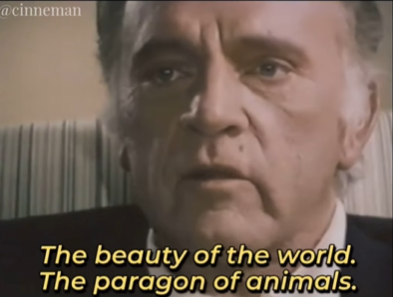 @cinneman
The beauty of the world.
The paragon of animals.